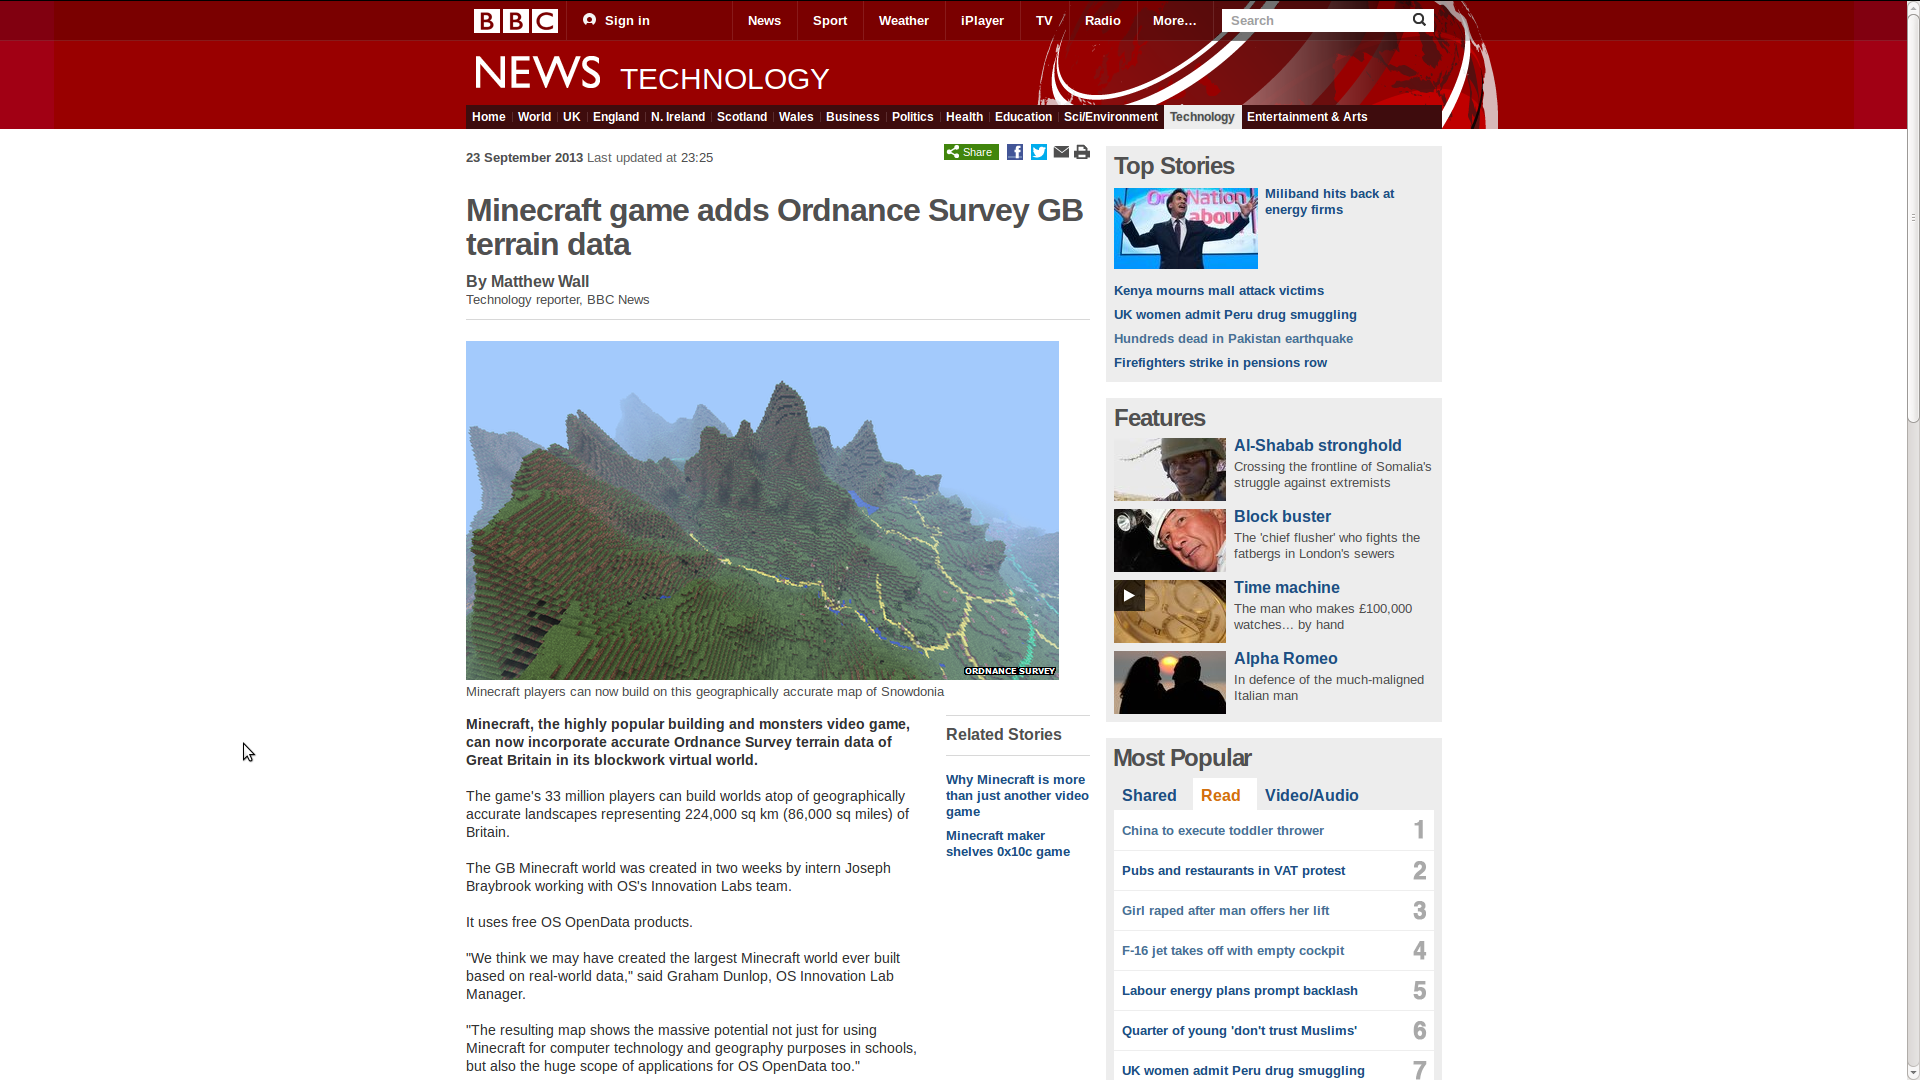 BBC
Sign in
News
Sport
Weather
iPlayer
TV
Radio
More…
Search
NEWS TECHNOLOGY
Home
World
UK
England
N. Ireland
Scotland
Wales
Business
Politics
Health
Education
Sci/Environment
Technology
Entertainment & Arts
23 September 2013 Last updated at 23:25
Share
Minecraft game adds Ordnance Survey GB
terrain data
By Matthew Wall
Technology reporter, BBC News
ORDNANCE SURVEY
Minecraft players can now build on this geographically accurate map of Snowdonia
Minecraft, the highly popular building and monsters video game,
can now incorporate accurate Ordnance Survey terrain data of
Great Britain in its blockwork virtual world.
The game's 33 million players can build worlds atop of geographically
accurate landscapes representing 224,000 sq km (86,000 sq miles) of
Britain.
The GB Minecraft world was created in two weeks by intern Joseph
Braybrook working with OS's Innovation Labs team.
It uses free OS OpenData products.
"We think we may have created the largest Minecraft world ever built
based on real-world data," said Graham Dunlop, OS Innovation Lab
Manager.
"The resulting map shows the massive potential not just for using
Minecraft for computer technology and geography purposes in schools,
but also the huge scope of applications for OS OpenData too."
Related Stories
Why Minecraft is more
than just another video
game
Minecraft maker
shelves 0x10c game
Top Stories
Nation
abou
Miliband hits back at
energy firms
Kenya mourns mall attack victims
UK women admit Peru drug smuggling
Hundreds dead in Pakistan earthquake
Firefighters strike in pensions row
Features
Al-Shabab stronghold
Crossing the frontline of Somalia's
struggle against extremists
Block buster
The 'chief flusher' who fights the
fatbergs in London's sewers
Time machine
The man who makes £100,000
watches... by hand
Alpha Romeo
In defence of the much-maligned
Italian man
Most Popular
Shared
Read
Video/Audio
China to execute toddler thrower 1
Pubs and restaurants in VAT protest 2
Girl raped after man offers her lift 3
F-16 jet takes off with empty cockpit 4
Labour energy plans prompt backlash 5
Quarter of young 'don't trust Muslims' 6
UK women admit Peru drug smuggling 7